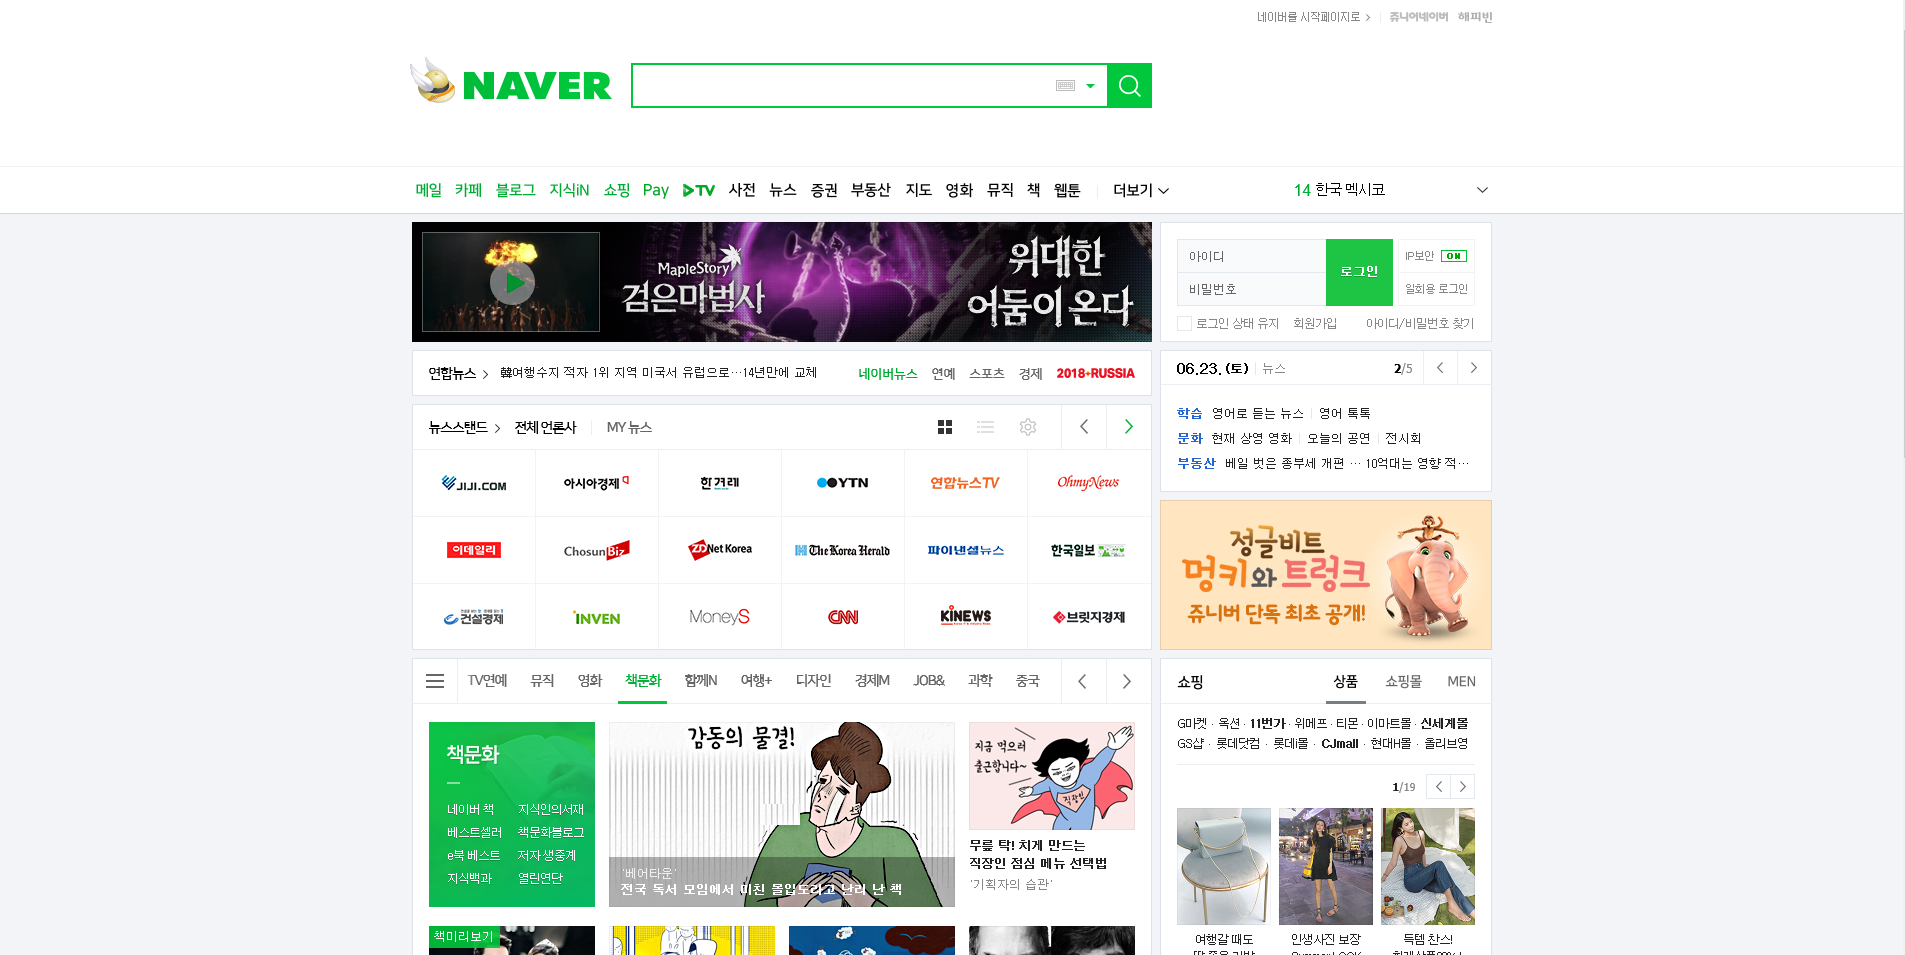 네이버를 시작페이지로 쥬니어네이버 해피빈
NAVER
메일 카페 블로그 지식iN 쇼핑 Pay TV 사전 뉴스 증권 부동산 지도 영화 뮤직 책 웹툰 더보기 14 한국 멕시코
MapleStory
검은마법사
위대한
어둠이 온다
아이디
비밀번호
로그인
IP보안 ON
일회용 로그인
로그인 상태 유지 회원가입 아이디/비밀번호 찾기
연합뉴스 韓여행수지 적자 1위 지역 미국서 유럽으로…14년만에 교체 네이버뉴스 연예 스포츠 경제 2018 RUSSIA
06.23. (토) 뉴스 2/5
학습 영어로 듣는 뉴스 영어 톡톡
문화 현재 상영 영화 오늘의 공연 전시회
부동산 베일 벗은 종부세 개편 … 10억대는 영향 적…
뉴스스탠드 전체 언론사 MY 뉴스
JIJI.COM 아시아경제 한겨레 YTN 연합뉴스TV OhmyNews
이데일리 ChosunBiz ZDNet Korea The Korea Herald 파이낸셜뉴스 한국일보
건설경제 iNVEN MoneyS CNN KINEWS 브릿지경제
정글비트
멍키와 트렁크
쥬니버 단독 최초 공개!
TV연예 뮤직 영화 책문화 함께N 여행+ 디자인 경제M JOB& 과학 중국
책문화
네이버 책 지식인의서재
베스트셀러 책문화블로그
e북 베스트 저자 생중계
지식백과 열린연단
감동의 물결!
'베어타운'
전국 독서 모임에서 미친 몰입도라고 난리 난 책
지금 먹으러
출근합니다~
직장인
무릎 탁! 치게 만드는
직장인 점심 메뉴 선택법
'기획자의 습관'
책미리보기
쇼핑 상품 쇼핑몰 MEN
G마켓 · 옥션 · 11번가 · 위메프 · 티몬 · 이마트몰 · 신세계몰
GS샵 · 롯데닷컴 · 롯데i몰 · CJmall · 현대H몰 · 올리브영
1/19
여행갈 때도
인생사진 보장
득템 찬스!